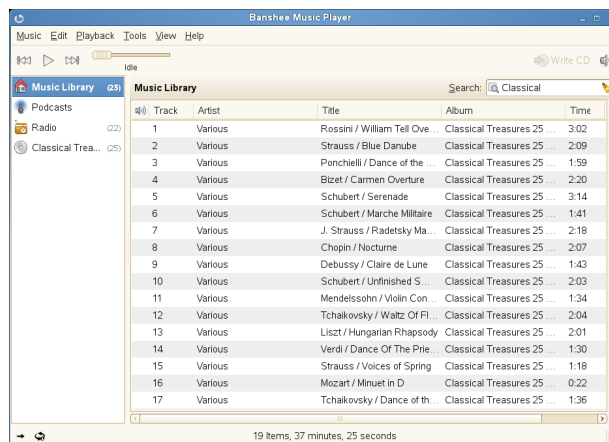 Banshee Music Player
Music Edit Playback Tools View Help
Idle
Write CD
Music Library (25)
Podcasts
Radio (22)
Classical Trea... (25)
Music Library Search: Classical
Track Artist Title Album Time
1 Various Rossini / William Tell Ove... Classical Treasures 25 ... 3:02
2 Various Strauss / Blue Danube Classical Treasures 25 ... 2:09
3 Various Ponchielli / Dance of the ... Classical Treasures 25 ... 1:59
4 Various Bizet / Carmen Overture Classical Treasures 25 ... 2:20
5 Various Schubert / Serenade Classical Treasures 25 ... 3:14
6 Various Schubert / Marche Militaire Classical Treasures 25 ... 1:41
7 Various J. Strauss / Radetsky Ma... Classical Treasures 25 ... 2:18
8 Various Chopin / Nocturne Classical Treasures 25 ... 2:07
9 Various Debussy / Claire de Lune Classical Treasures 25 ... 1:43
10 Various Schubert / Unfinished S... Classical Treasures 25 ... 2:03
11 Various Mendelssohn / Violin Con... Classical Treasures 25 ... 1:34
12 Various Tchaikovsky / Waltz Of Fl... Classical Treasures 25 ... 2:04
13 Various Liszt / Hungarian Rhapsody Classical Treasures 25 ... 2:01
14 Various Verdi / Dance Of The Prie... Classical Treasures 25 ... 1:30
15 Various Strauss / Voices of Spring Classical Treasures 25 ... 1:18
16 Various Mozart / Minuet in D Classical Treasures 25 ... 0:22
17 Various Tchaikovsky / Dance of th... Classical Treasures 25 ... 1:36
19 Items, 37 minutes, 25 seconds